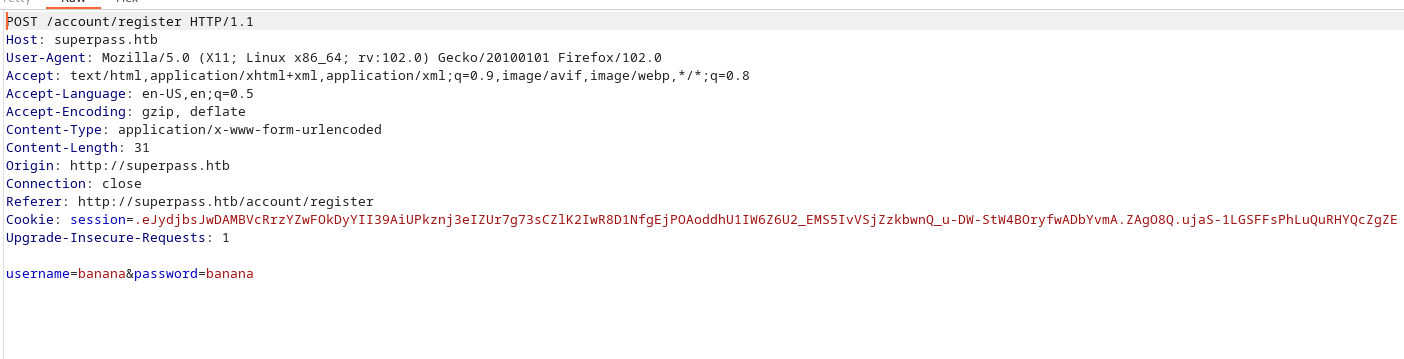 Raw
Hex
POST /account/register HTTP/1.1
Host: superpass.htb
User-Agent: Mozilla/5.0 (X11; Linux x86_64; rv:102.0) Gecko/20100101 Firefox/102.0
Accept: text/html,application/xhtml+xml,application/xml;q=0.9,image/avif,image/webp,*/*;q=0.8
Accept-Language: en-US,en;q=0.5
Accept-Encoding: gzip, deflate
Content-Type: application/x-www-form-urlencoded
Content-Length: 31
Origin: http://superpass.htb
Connection: close
Referer: http://superpass.htb/account/register
Cookie: session=.eJydjbsJwDAMBVcRrzYZwFOkDyYII39AiUPkznj3eIZUr7g73sCZlK2IwR8D1NfgEjPOAoddhU1IW6Z6U2_EMS5IvVSjZzkbwnQ_u-DW-StW4BOryfwADbYvmA.ZAgO8Q.ujaS-1LGSFFsPhLuQuRHYQcZgZE
Upgrade-Insecure-Requests: 1
username=banana&password=banana